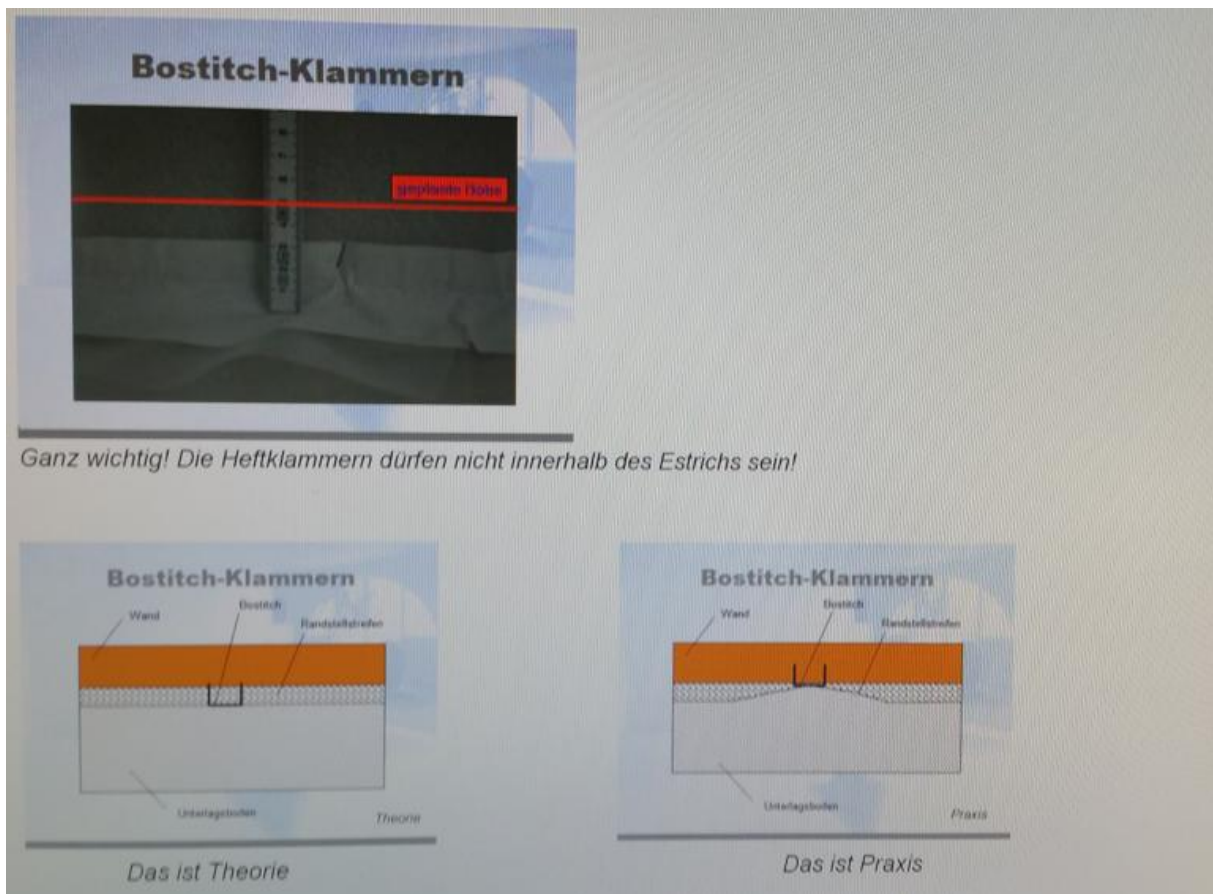 Bostitch-Klammern
geplante Höhe
Ganz wichtig! Die Heftklammern dürfen nicht innerhalb des Estrichs sein!
Bostitch-Klammern
Wand
Bostitch
Randstellstreifen
Unterlagsboden
Theorie
Das ist Theorie
Bostitch-Klammern
Wand
Bostitch
Randstellstreifen
Unterlagsboden
Praxis
Das ist Praxis